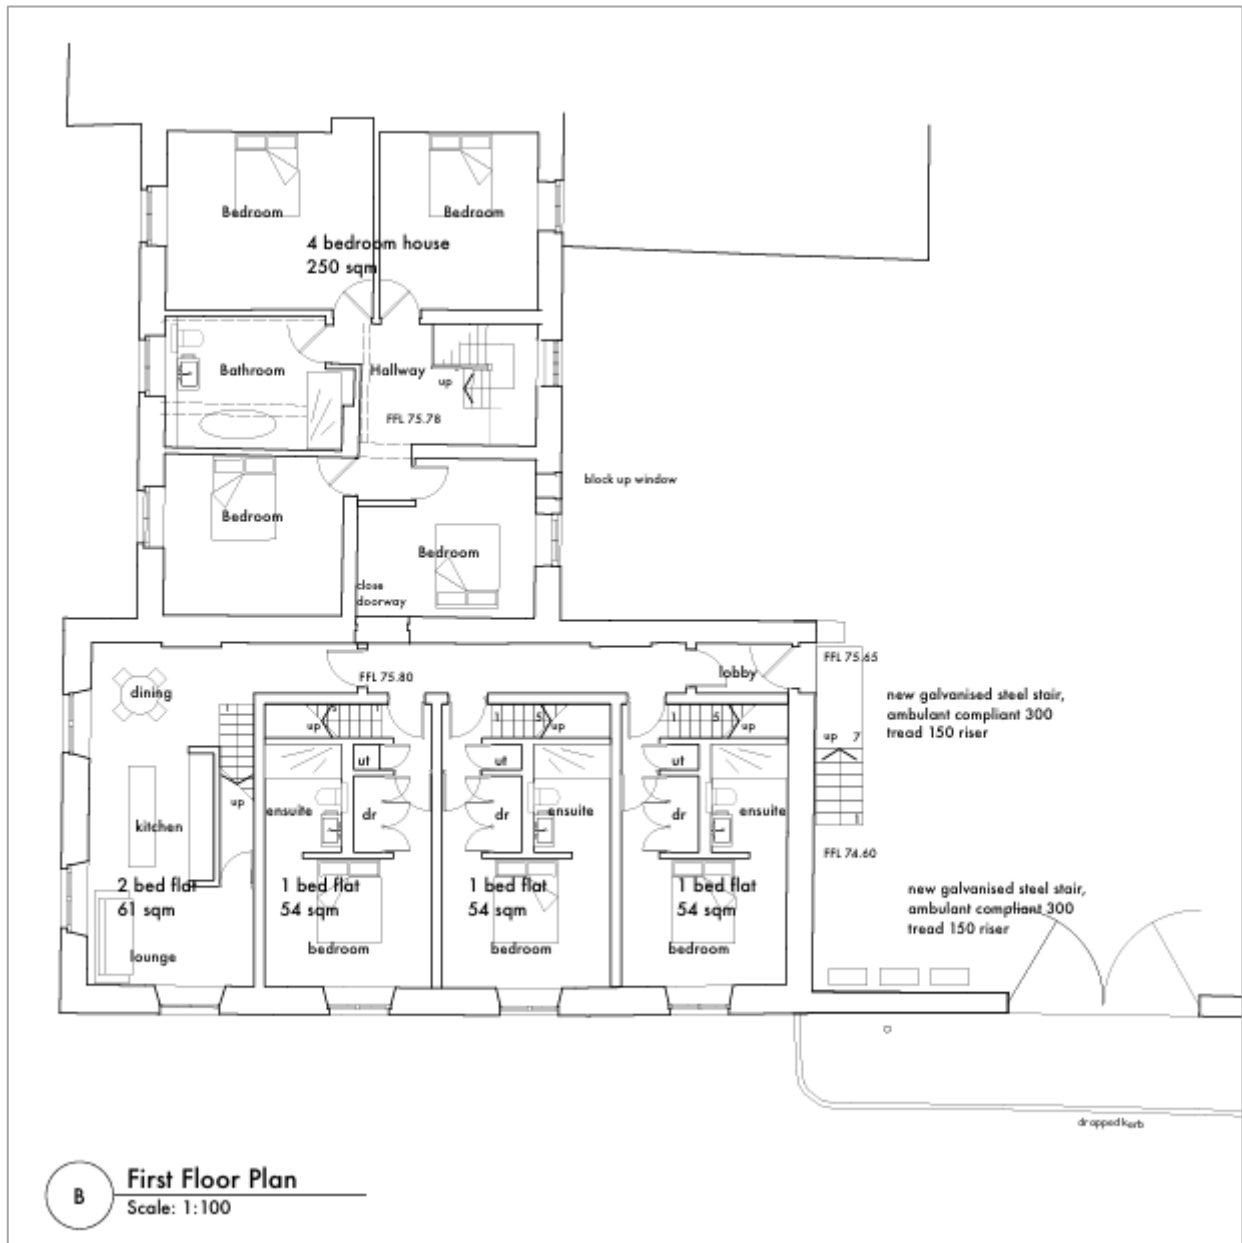 Bedroom
Bedroom
4 bedroom house
250 sqm
Bathroom
Hallway
up
FFL 75.78
block up window
Bedroom
Bedroom
close
doorway
FFL 75.65
FFL 75.80
lobby
dining
new galvanised steel stair,
ambulant compliant 300
tread 150 riser
1
5
1
up
1
5
up
1
5
up
up
7
ut
ut
ut
up
ensuite
dr
dr
ensuite
dr
ensuite
kitchen
1
FFL 74.60
2 bed flat
61 sqm
1 bed flat
54 sqm
1 bed flat
54 sqm
1 bed flat
54 sqm
new galvanised steel stair,
ambulant compliant 300
tread 150 riser
lounge
bedroom
bedroom
bedroom
dropped kerb
B
First Floor Plan
Scale: 1:100